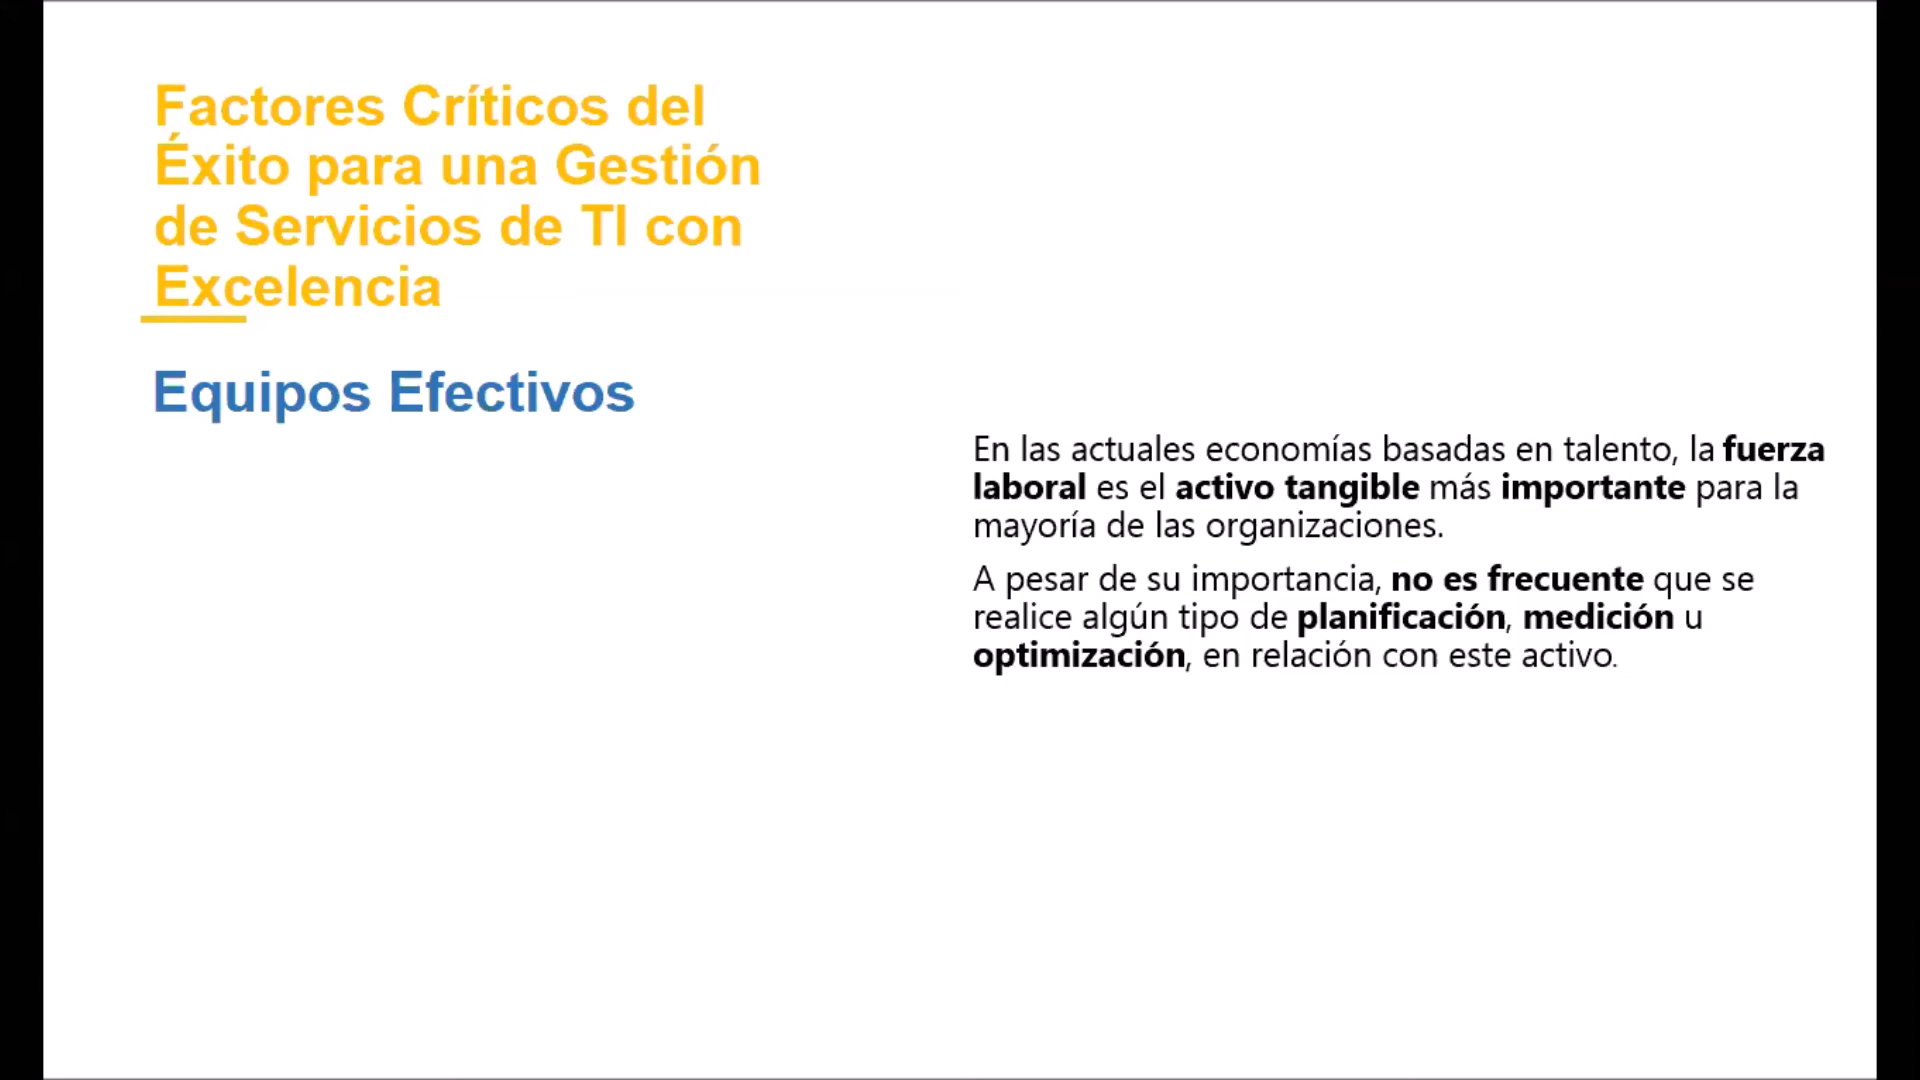 Factores Críticos del
Éxito para una Gestión
de Servicios de TI con
Excelencia
Equipos Efectivos
En las actuales economías basadas en talento, la fuerza
laboral es el activo tangible más importante para la
mayoría de las organizaciones.
A pesar de su importancia, no es frecuente que se
realice algún tipo de planificación, medición u
optimización, en relación con este activo.